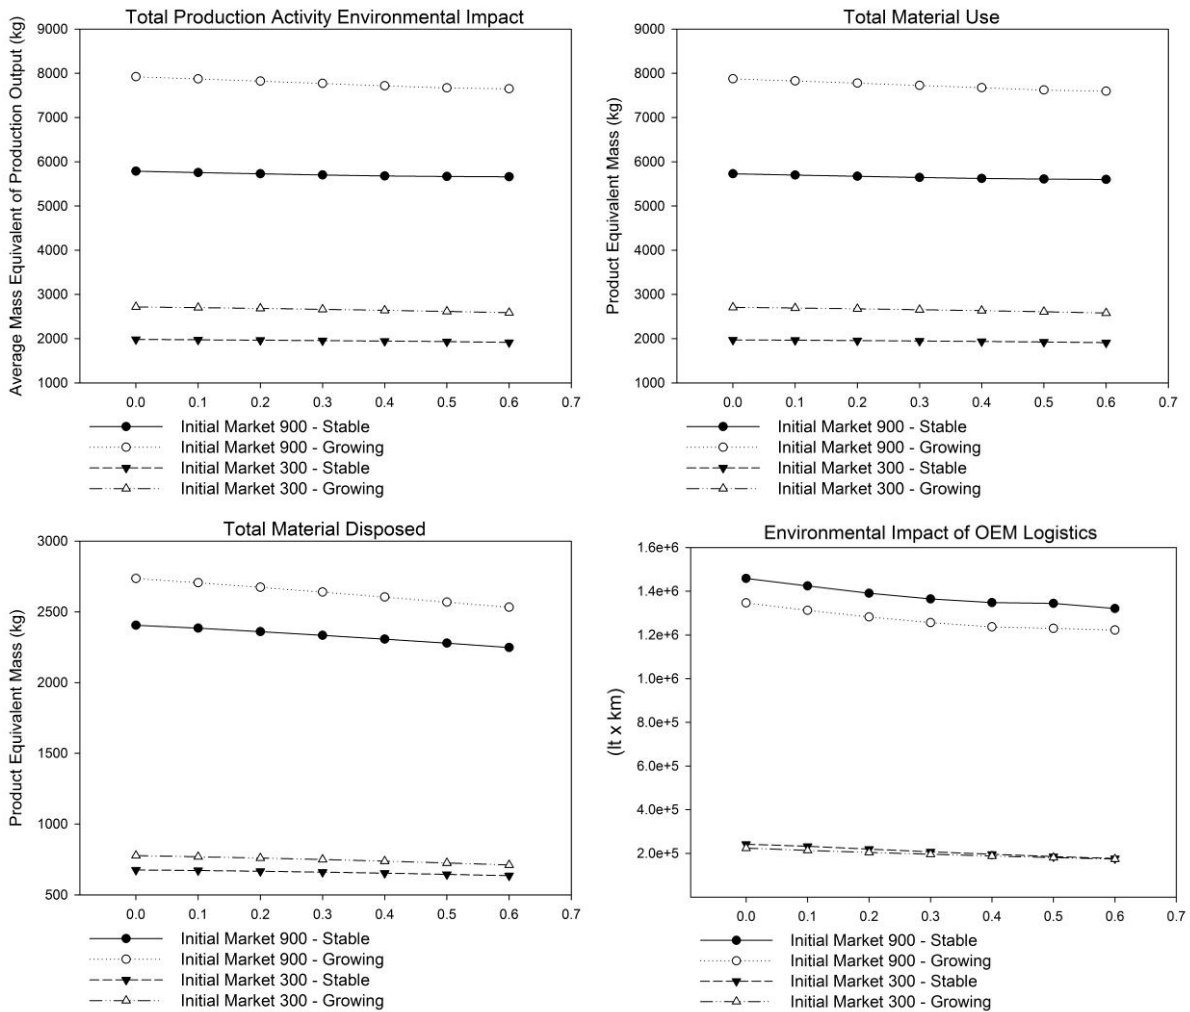 Total Production Activity Environmental Impact
Average Mass Equivalent of Production Output (kg)
9000
8000
7000
6000
5000
4000
3000
2000
1000
0.0 0.1 0.2 0.3 0.4 0.5 0.6 0.7
Initial Market 900 - Stable
Initial Market 900 - Growing
Initial Market 300 - Stable
Initial Market 300 - Growing
Total Material Use
Product Equivalent Mass (kg)
9000
8000
7000
6000
5000
4000
3000
2000
1000
0.0 0.1 0.2 0.3 0.4 0.5 0.6 0.7
Initial Market 900 - Stable
Initial Market 900 - Growing
Initial Market 300 - Stable
Initial Market 300 - Growing
Total Material Disposed
Product Equivalent Mass (kg)
3000
2500
2000
1500
1000
500
0.0 0.1 0.2 0.3 0.4 0.5 0.6 0.7
Initial Market 900 - Stable
Initial Market 900 - Growing
Initial Market 300 - Stable
Initial Market 300 - Growing
Environmental Impact of OEM Logistics
(lt x km)
1.6e+6
1.4e+6
1.2e+6
1.0e+6
8.0e+5
6.0e+5
4.0e+5
2.0e+5
0.0 0.1 0.2 0.3 0.4 0.5 0.6 0.7
Initial Market 900 - Stable
Initial Market 900 - Growing
Initial Market 300 - Stable
Initial Market 300 - Growing